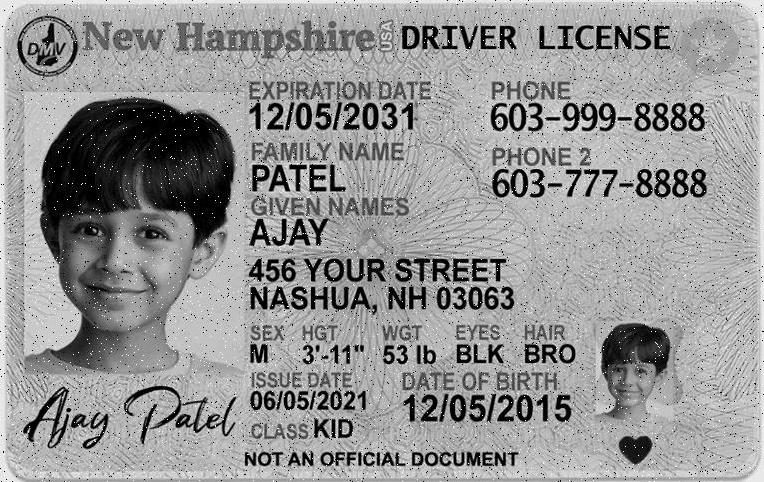 DMV New Hampshire USA DRIVER LICENSE
EXPIRATION DATE PHONE
12/05/2031 603-999-8888
FAMILY NAME PHONE 2
PATEL 603-777-8888
GIVEN NAMES
AJAY
456 YOUR STREET
NASHUA, NH 03063
SEX HGT WGT EYES HAIR
M 3'-11" 53 lb BLK BRO
ISSUE DATE DATE OF BIRTH
06/05/2021 12/05/2015
Ajay Patel
CLASS KID
NOT AN OFFICIAL DOCUMENT